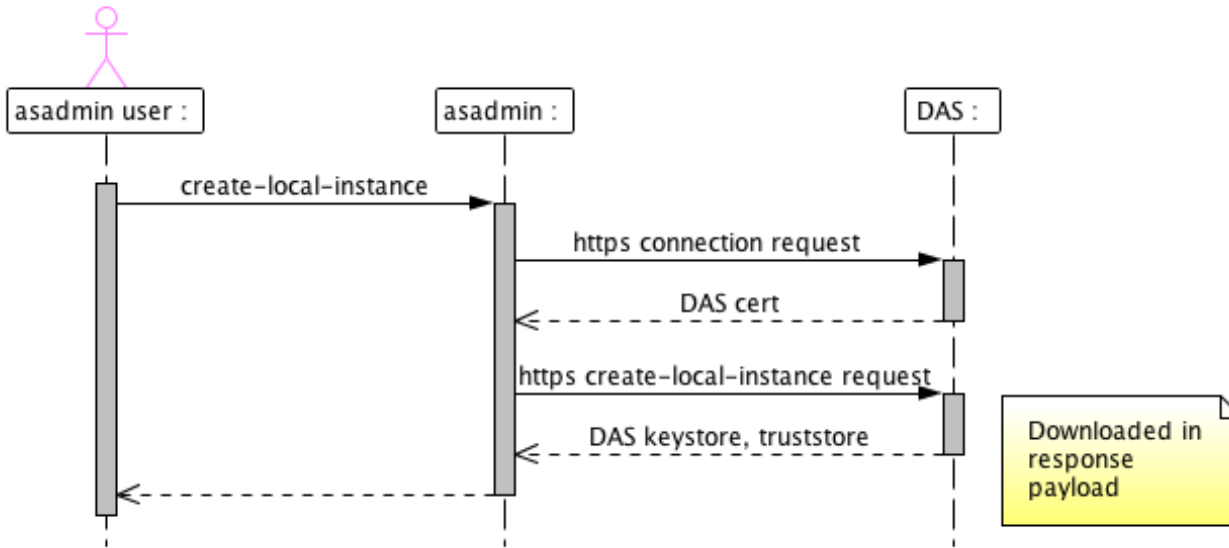 asadmin user :
asadmin :
DAS :
create-local-instance
https connection request
DAS cert
https create-local-instance request
DAS keystore, truststore
Downloaded in
response
payload